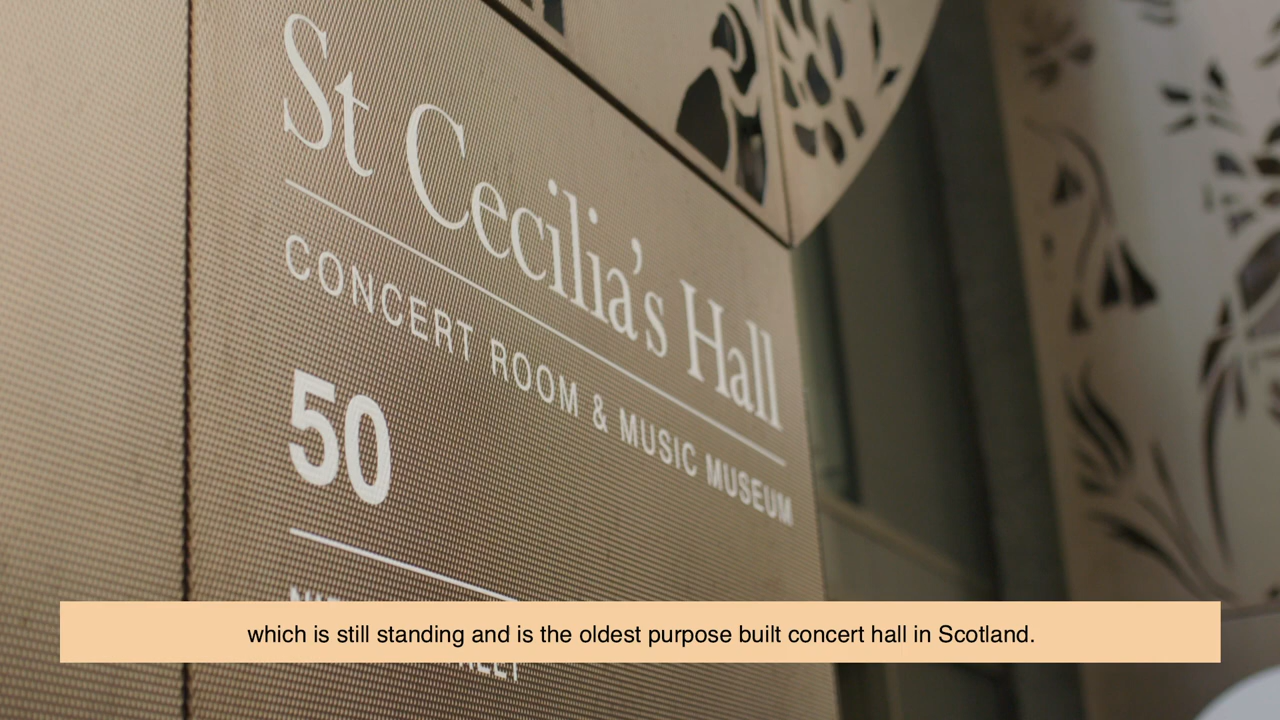 St Cecilia's Hall
CONCERT ROOM & MUSIC MUSEUM
50
which is still standing and is the oldest purpose built concert hall in Scotland.